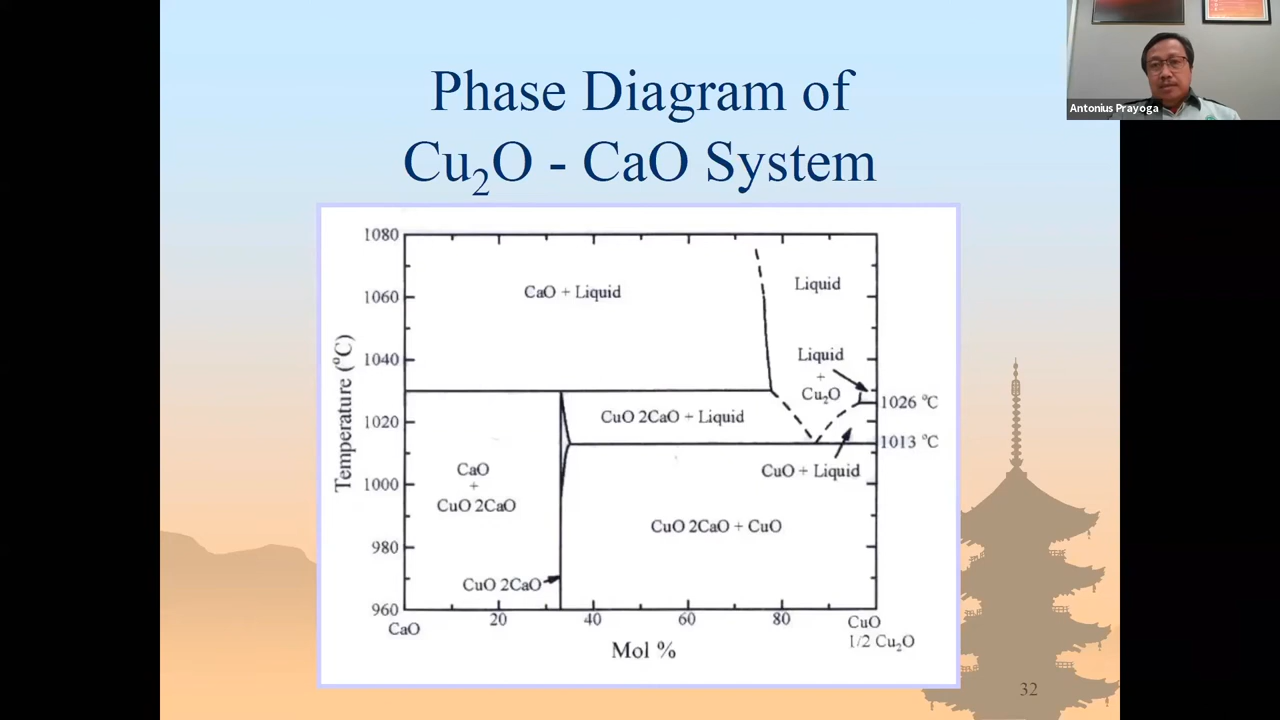 Antonius Prayoga
Phase Diagram of
Cu₂O - CaO System
1080
1060
1040
1020
1000
980
960
Temperature (°C)
CaO + Liquid
Liquid
Liquid
+
Cu₂O
1026 °C
CuO 2CaO + Liquid
1013 °C
CaO
+
CuO 2CaO
CuO + Liquid
CuO 2CaO + CuO
CuO 2CaO
20
40
60
80
CaO
CuO
1/2 Cu₂O
Mol %
32